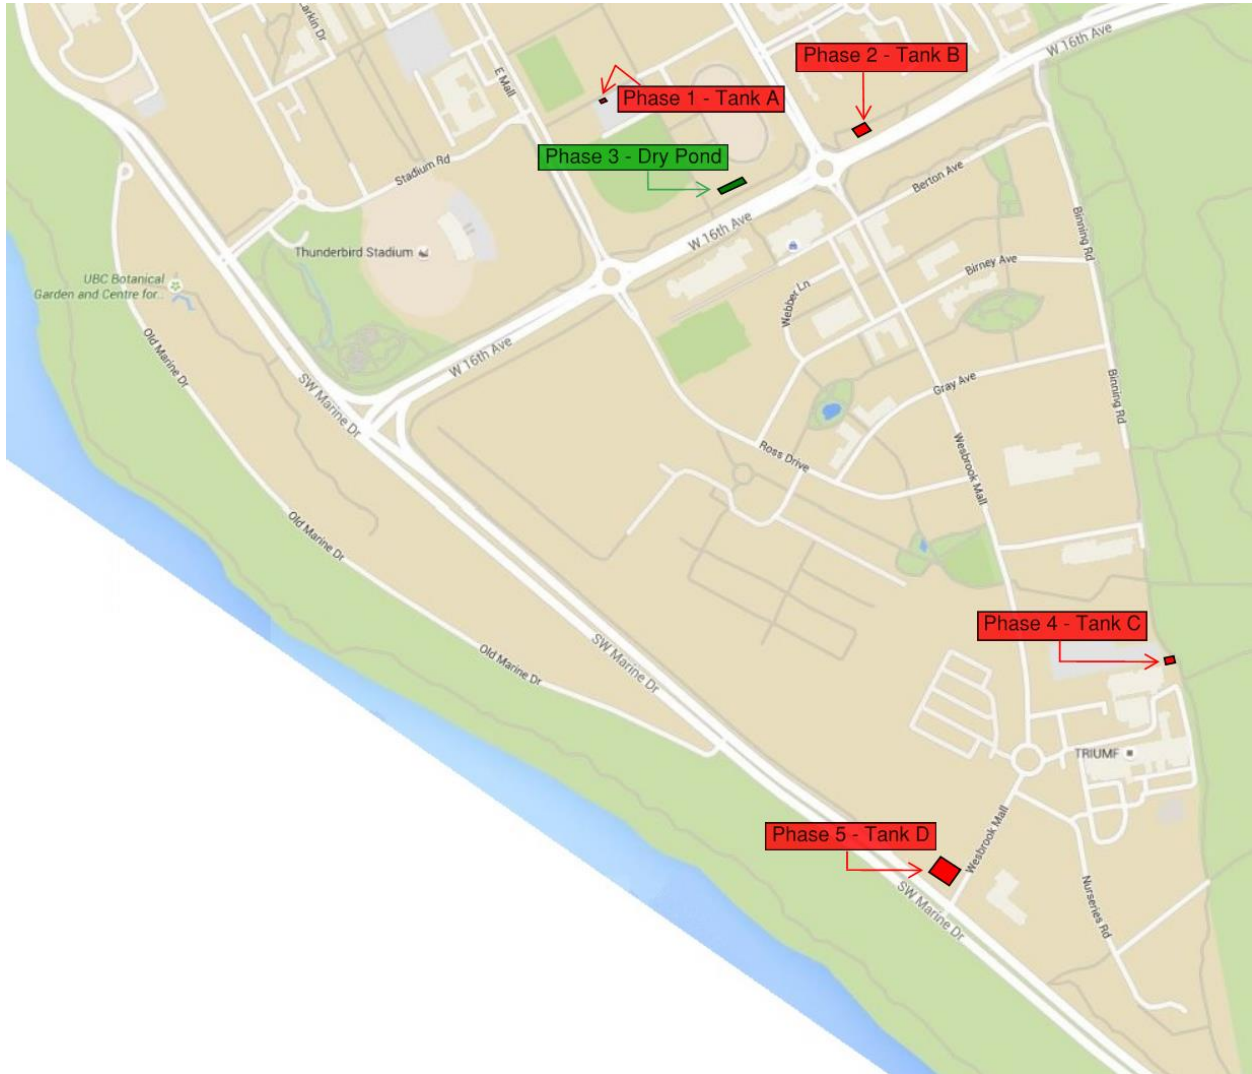 Larkin Dr
E Mall
W 16th Ave
Phase 2 - Tank B
Phase 1 - Tank A
Phase 3 - Dry Pond
Stadium Rd
Berton Ave
W 16th Ave
Binning Rd
Thunderbird Stadium
Birney Ave
UBC Botanical
Garden and Centre for..
Webber Ln
Old Marine Dr
W 16th Ave
SW Marine Dr
Gray Ave
Binning Rd
Ross Drive
Wesbrook Mall
Old Marine Dr
Phase 4 - Tank C
Old Marine Dr
SW Marine Dr
TRIUMF
Phase 5 - Tank D
Wesbrook Mall
SW Marine Dr
Nurseries Rd